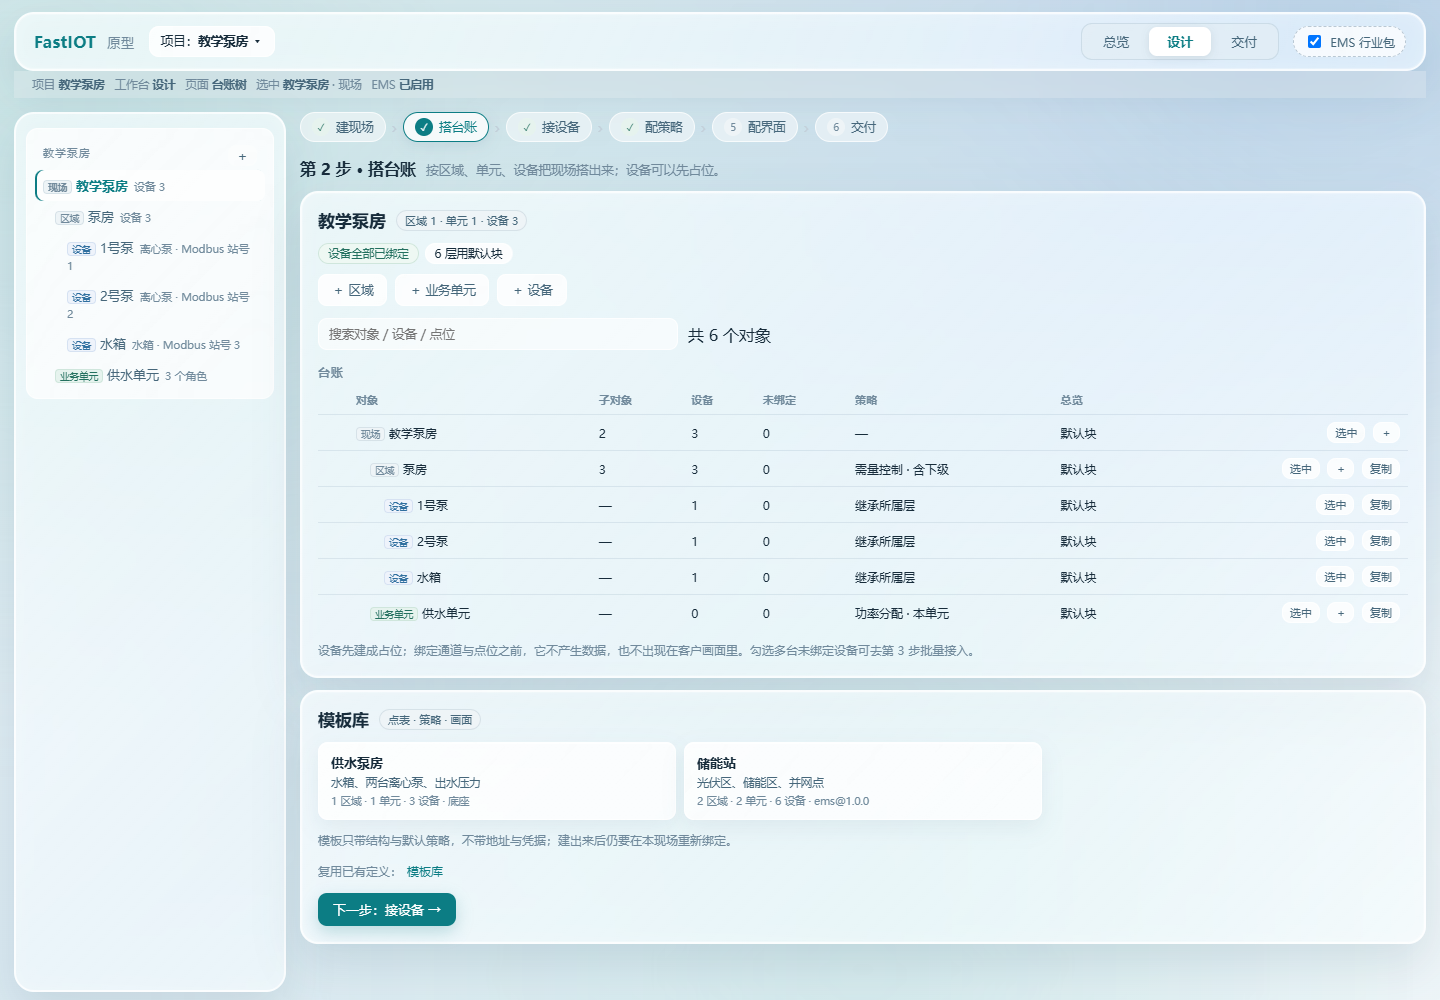 FastIOT 原型 项目：教学泵房 ▾ 总览 设计 交付 EMS 行业包
项目 教学泵房 工作台 设计 页面 台账树 选中 教学泵房 · 现场 EMS 已启用
✓ 建现场 › ✓ 搭台账 › ✓ 接设备 › ✓ 配策略 › 5 配界面 › 6 交付
教学泵房 +
现场 教学泵房 设备 3
区域 泵房 设备 3
设备 1号泵 离心泵 · Modbus 站号
1
设备 2号泵 离心泵 · Modbus 站号
2
设备 水箱 水箱 · Modbus 站号 3
业务单元 供水单元 3 个角色
第 2 步 • 搭台账 按区域、单元、设备把现场搭出来；设备可以先占位。
教学泵房 区域 1 · 单元 1 · 设备 3
设备全部已绑定 6 层用默认块
+ 区域 + 业务单元 + 设备
搜索对象 / 设备 / 点位 共 6 个对象
台账
对象 子对象 设备 未绑定 策略 总览
现场 教学泵房 2 3 0 — 默认块 选中 +
区域 泵房 3 3 0 需量控制 · 含下级 默认块 选中 + 复制
设备 1号泵 — 1 0 继承所属层 默认块 选中 复制
设备 2号泵 — 1 0 继承所属层 默认块 选中 复制
设备 水箱 — 1 0 继承所属层 默认块 选中 复制
业务单元 供水单元 — 0 0 功率分配 · 本单元 默认块 选中 + 复制
设备先建成占位；绑定通道与点位之前，它不产生数据，也不出现在客户画面里。勾选多台未绑定设备可去第 3 步批量接入。
模板库 点表 · 策略 · 画面
供水泵房
水箱、两台离心泵、出水压力
1 区域 · 1 单元 · 3 设备 · 底座
储能站
光伏区、储能区、并网点
2 区域 · 2 单元 · 6 设备 · ems@1.0.0
模板只带结构与默认策略，不带地址与凭据；建出来后仍要在本现场重新绑定。
复用已有定义： 模板库
下一步：接设备 →